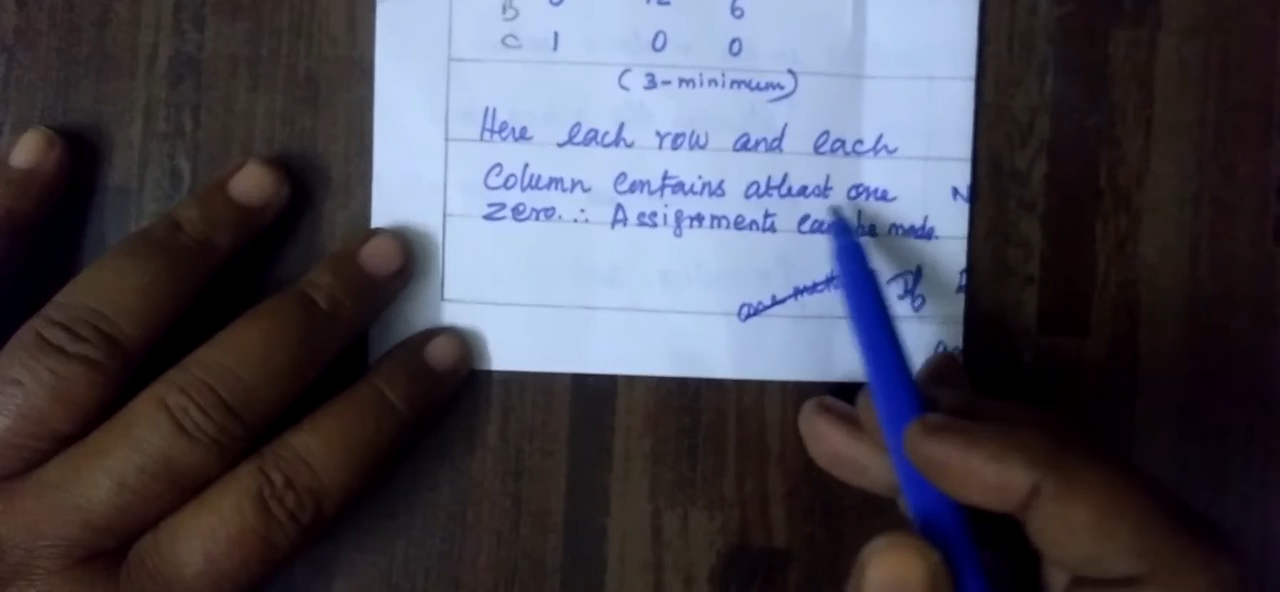 B 6
C 1 0 0
(3-minimum)
Here each row and each
Column Contains atleast one N
zero. ∴ Assignments can be made.
If